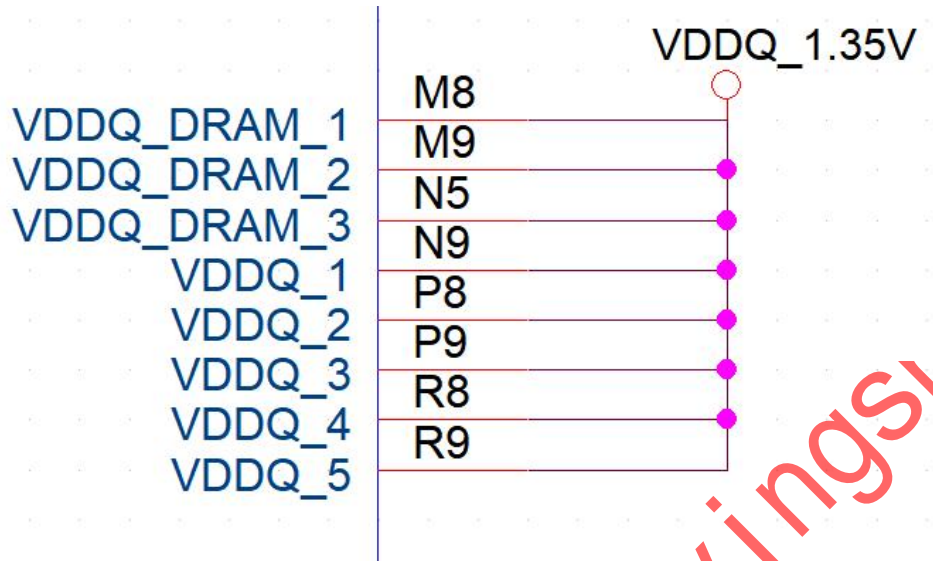 VDDQ_1.35V
M8
VDDQ_DRAM_1
M9
VDDQ_DRAM_2
N5
VDDQ_DRAM_3
N9
VDDQ_1
P8
VDDQ_2
P9
VDDQ_3
R8
VDDQ_4
R9
VDDQ_5